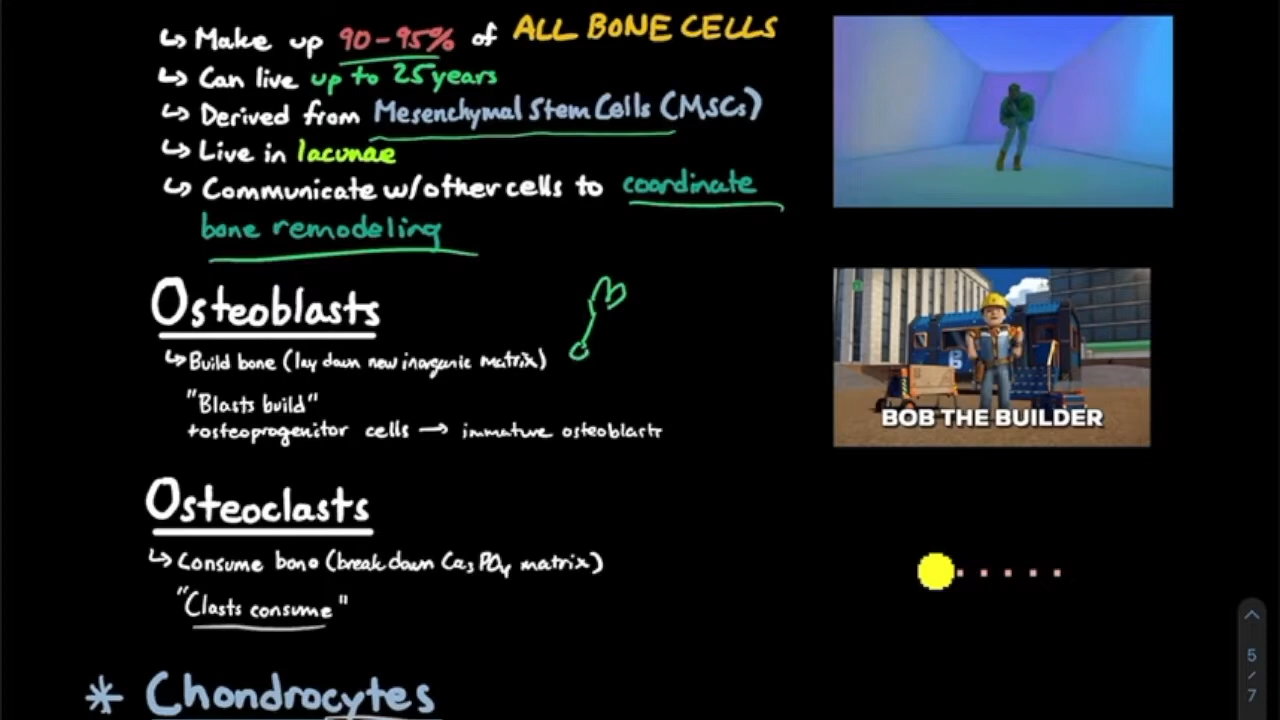 ↳ Make up 90-95% of ALL BONE CELLS
↳ Can live up to 25 years
↳ Derived from Mesenchymal Stem Cells (MSCs)
↳ Live in lacunae
↳ Communicate w/other cells to coordinate
bone remodeling
Osteoblasts
↳ Build bone (lay down new inorganic matrix)
"Blasts build"
+osteoprogenitor cells → immature osteoblasts
BOB THE BUILDER
Osteoclasts
↳ Consume bone (break down Ca3PO4 matrix)
"Clasts consume"
* Chondrocytes
5
/
7